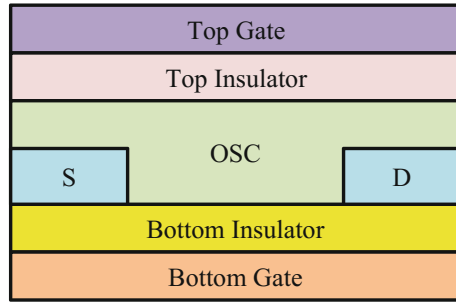 Top Gate
Top Insulator
OSC
S
D
Bottom Insulator
Bottom Gate